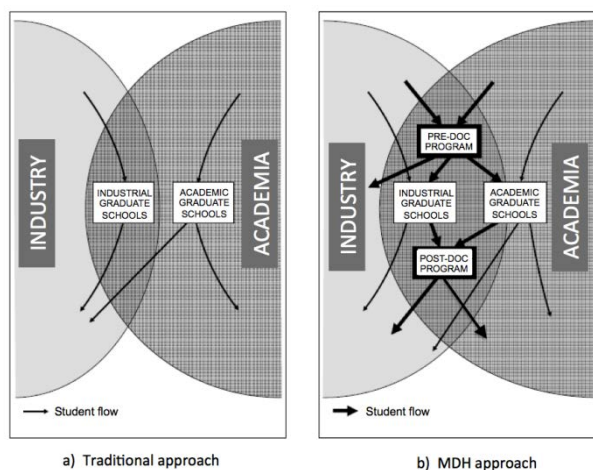 INDUSTRY
INDUSTRIAL
GRADUATE
SCHOOLS
ACADEMIC
GRADUATE
SCHOOLS
ACADEMIA
Student flow
a) Traditional approach
PRE-DOC
PROGRAM
INDUSTRY
INDUSTRIAL
GRADUATE
SCHOOLS
ACADEMIC
GRADUATE
SCHOOLS
ACADEMIA
POST-DOC
PROGRAM
Student flow
b) MDH approach